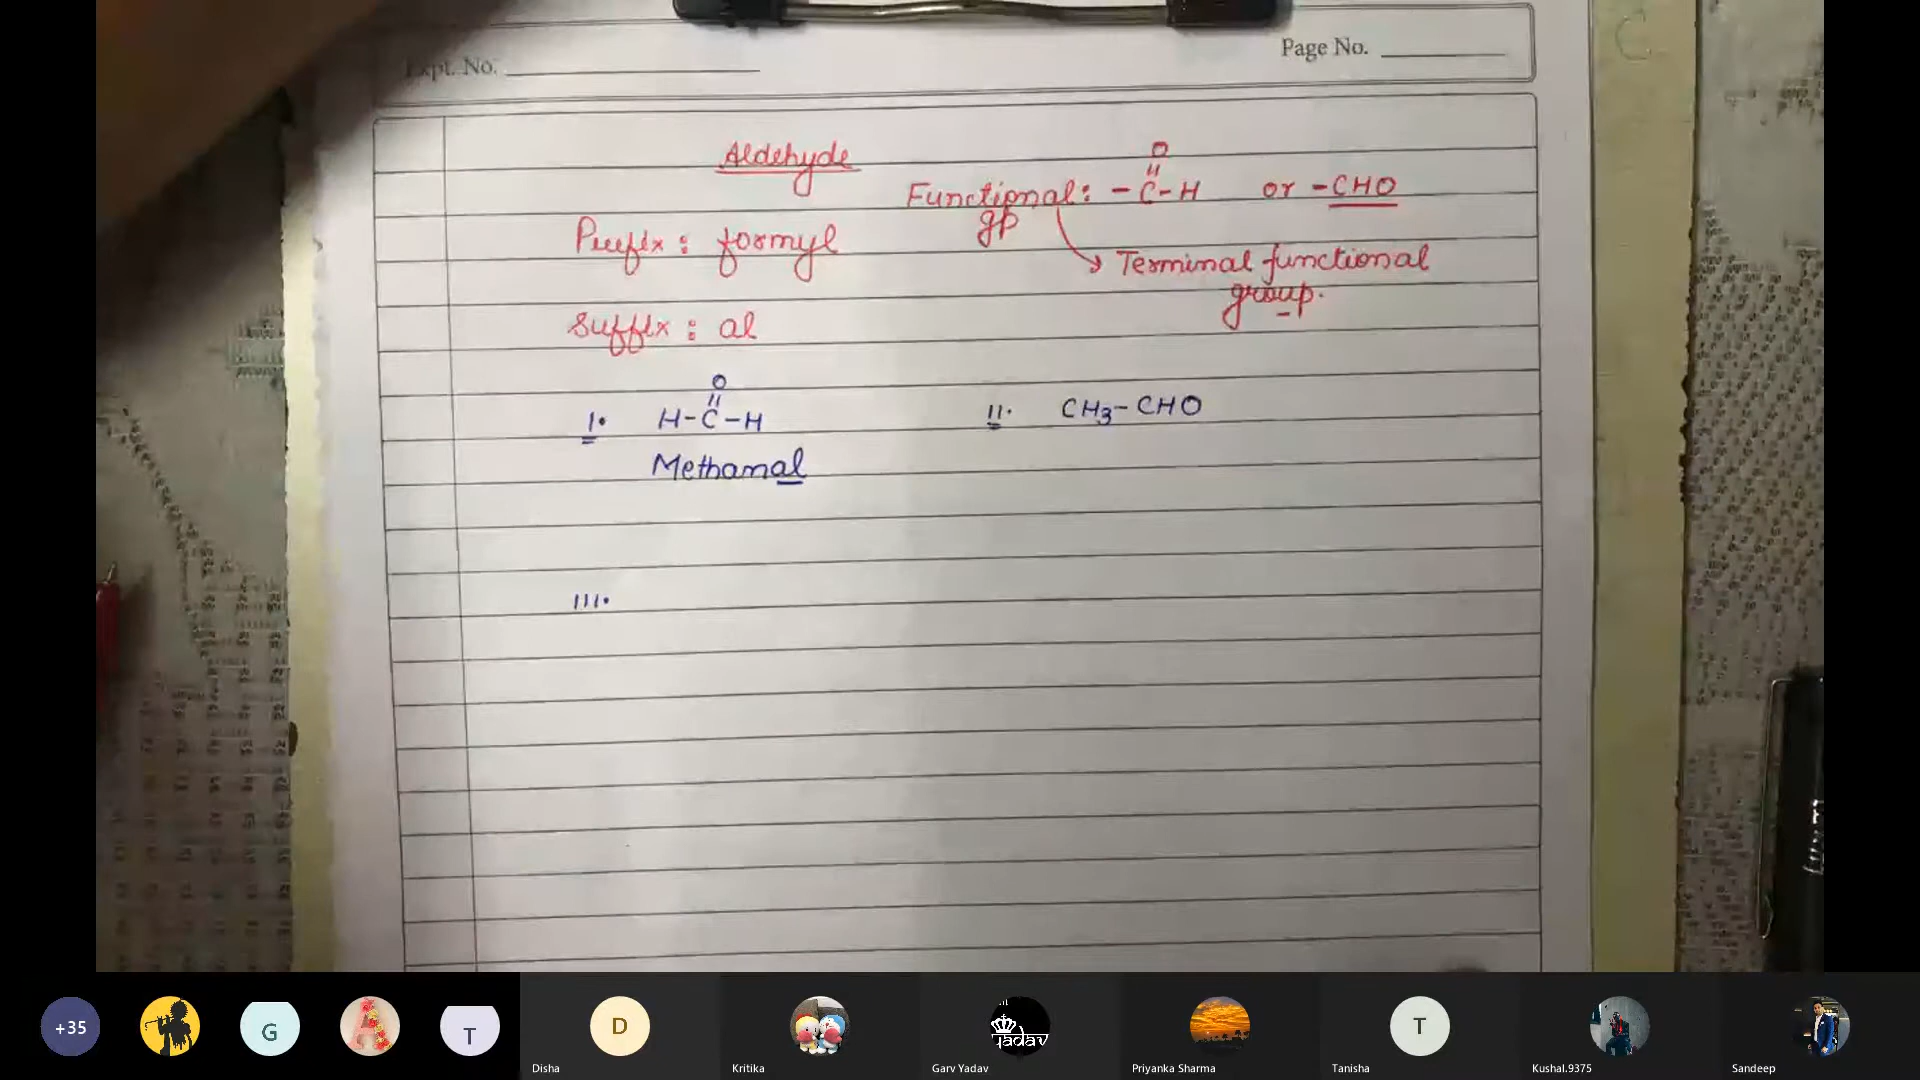 Expt. No.
Page No.
Aldehyde
Functional: -C-H or -CHO
O
||
gp
Prefix : formyl
Terminal functional
group.
Suffix : al
O
||
I. H-C-H
II. CH3-CHO
Methanal
III.
+35
G
T
D
T
Yadav
Disha
Kritika
Garv Yadav
Priyanka Sharma
Tanisha
Kushal.9375
Sandeep